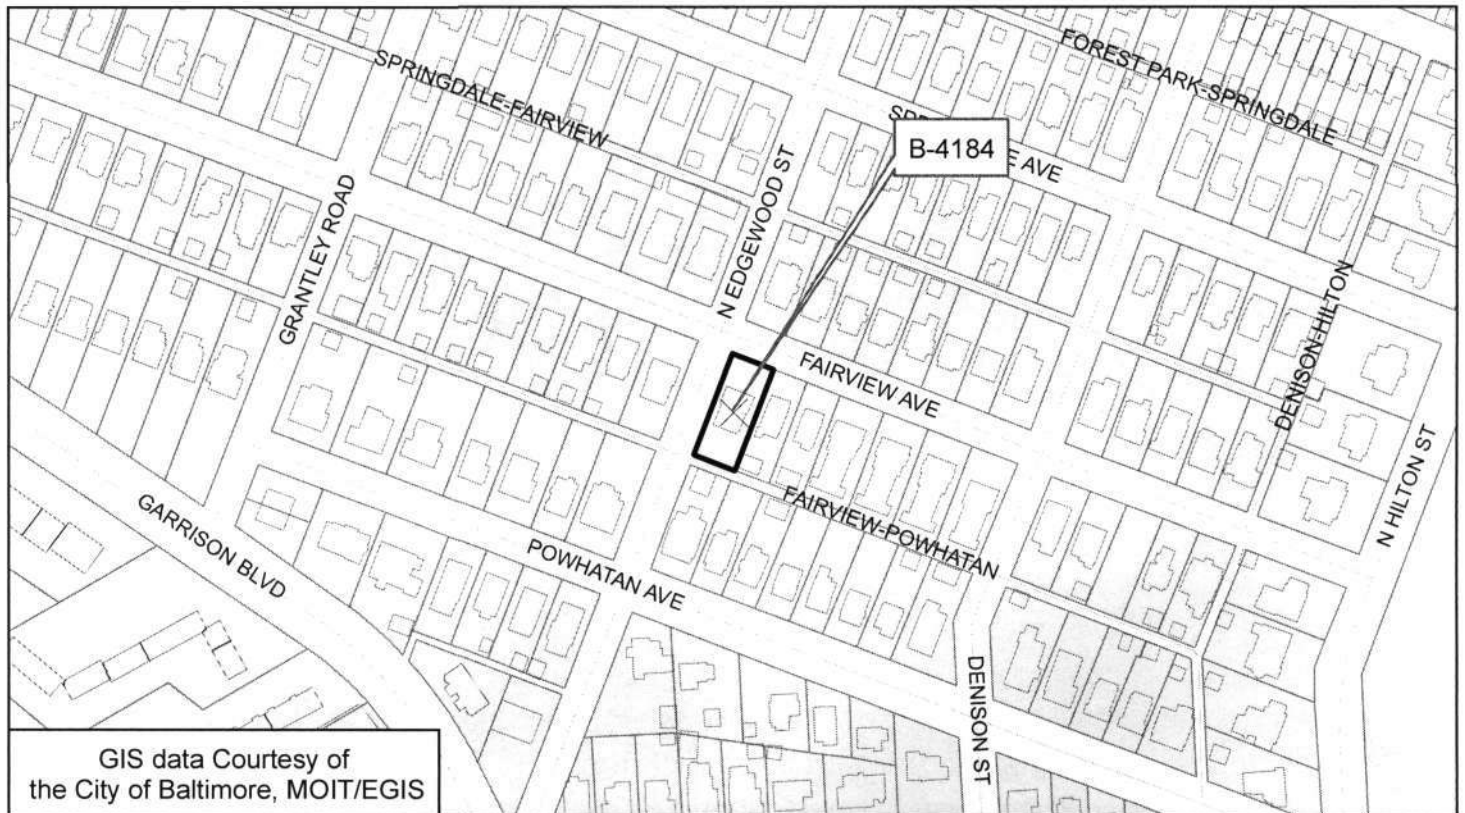 FOREST PARK-SPRINGDALE
SPRINGDALE-FAIRVIEW
B-4184
E AVE
N EDGEWOOD ST
GRANTLEY ROAD
DENISON-HILTON
FAIRVIEW AVE
N HILTON ST
FAIRVIEW-POWHATAN
GARRISON BLVD
POWHATAN AVE
DENISON ST
GIS data Courtesy of
the City of Baltimore, MOIT/EGIS